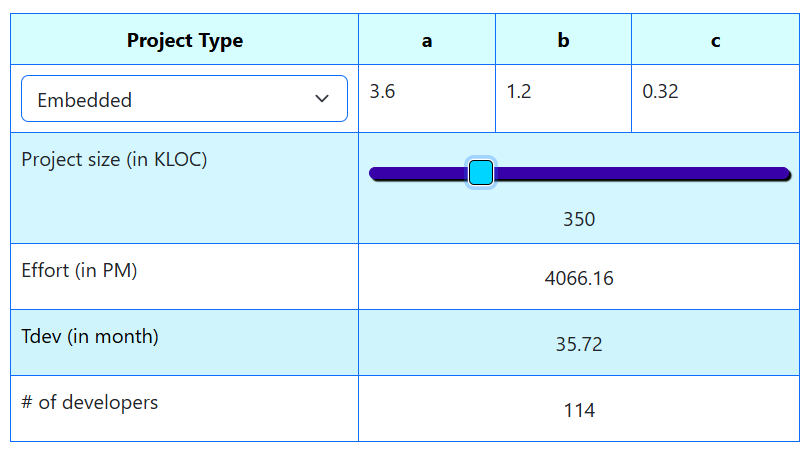 Project Type a b c
Embedded 3.6 1.2 0.32
Project size (in KLOC)
350
Effort (in PM) 4066.16
Tdev (in month) 35.72
# of developers 114